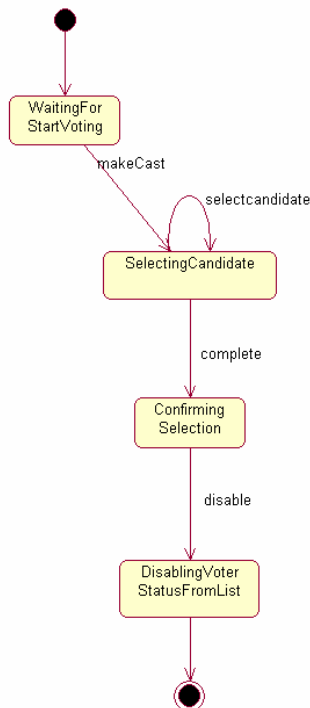 WaitingFor
StartVoting
makeCast
selectcandidate
SelectingCandidate
complete
Confirming
Selection
disable
DisablingVoter
StatusFromList